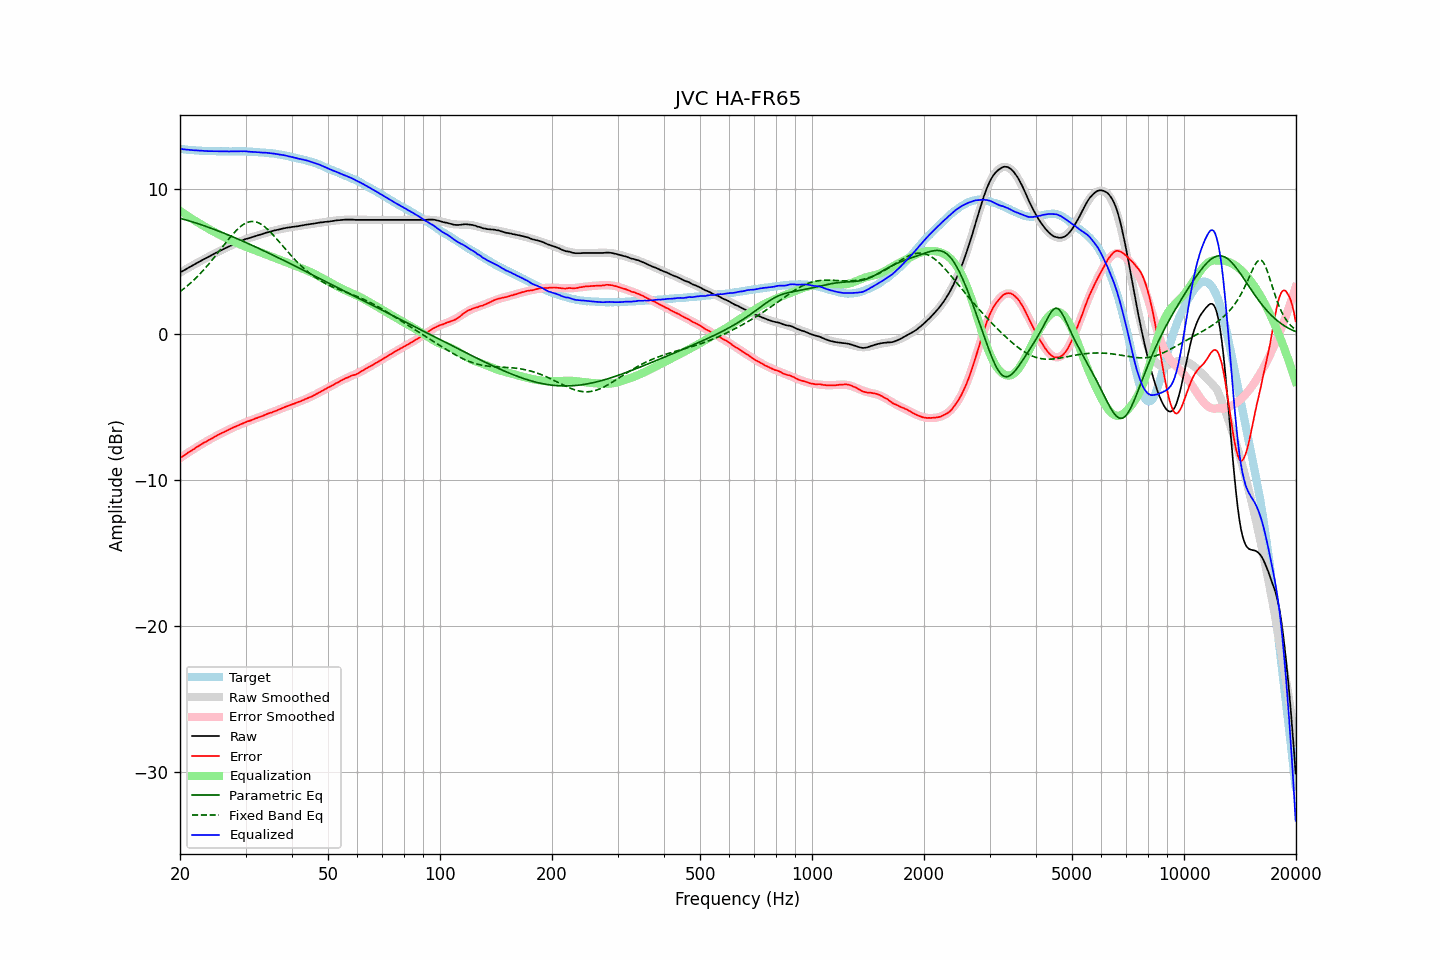 JVC HA-FR65
10
0
−10
−20
−30
Amplitude (dBr)
Target
Raw Smoothed
Error Smoothed
Raw
Error
Equalization
Parametric Eq
Fixed Band Eq
Equalized
20 50 100 200 500 1000 2000 5000 10000 20000
Frequency (Hz)